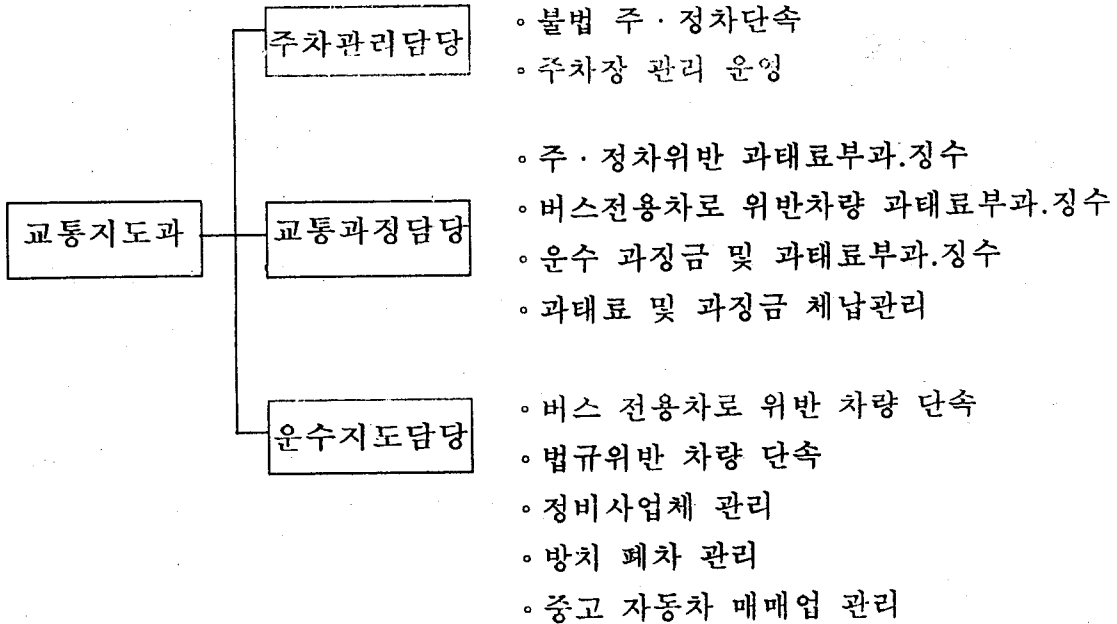 교통지도과
주차관리담당
◦불법 주·정차단속
◦주차장 관리 운영
교통과징담당
◦주·정차위반 과태료부과.징수
◦버스전용차로 위반차량 과태료부과.징수
◦운수 과징금 및 과태료부과.징수
◦과태료 및 과징금 체납관리
운수지도담당
◦버스 전용차로 위반 차량 단속
◦법규위반 차량 단속
◦정비사업체 관리
◦방치 폐차 관리
◦중고 자동차 매매업 관리